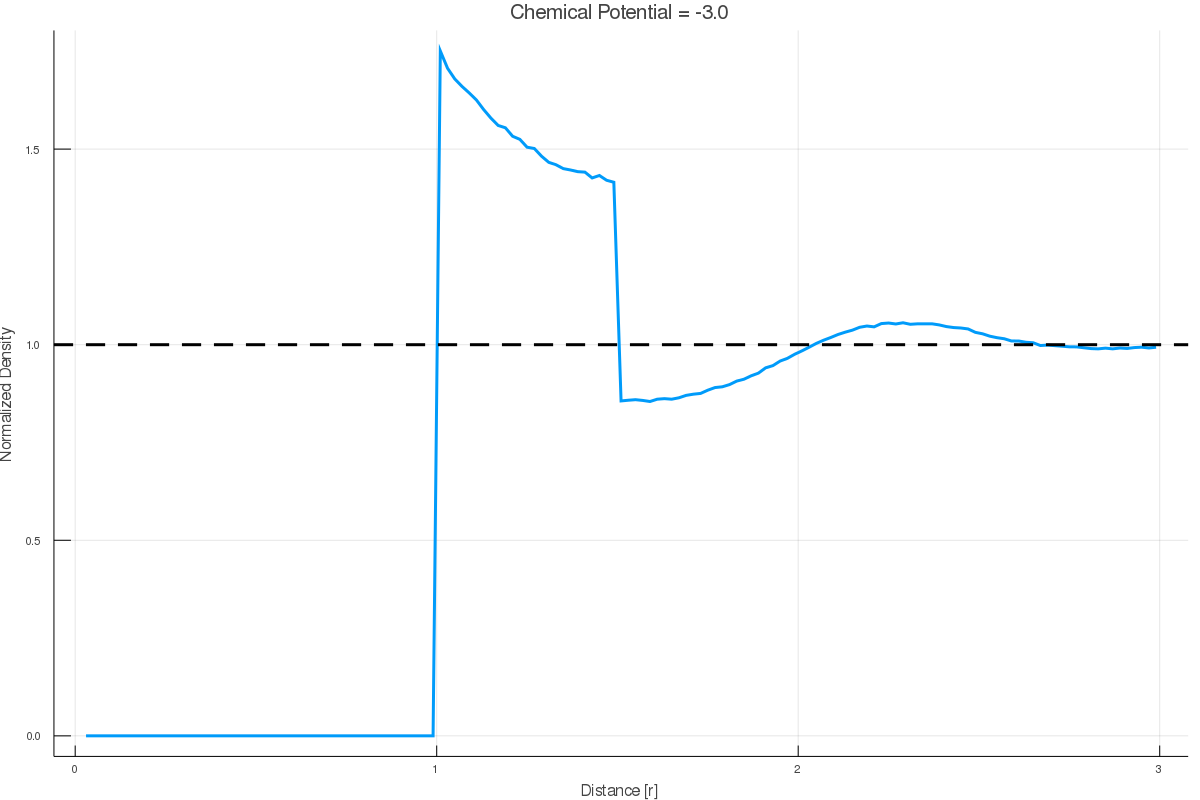 Chemical Potential = -3.0
Normalized Density
1.5
1.0
0.5
0.0
0 1 2 3
Distance [r]